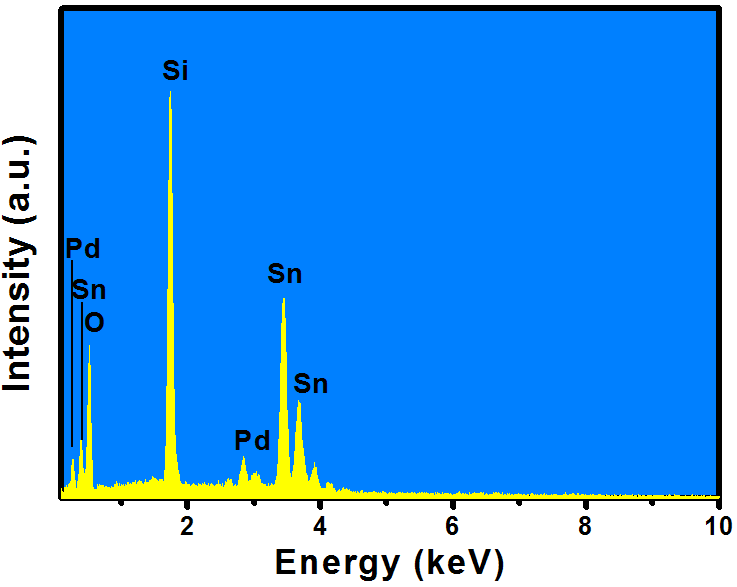 Si
Pd
Sn
Sn
O
Sn
Pd
2
4
6
8
10
Energy (keV)
Intensity (a.u.)